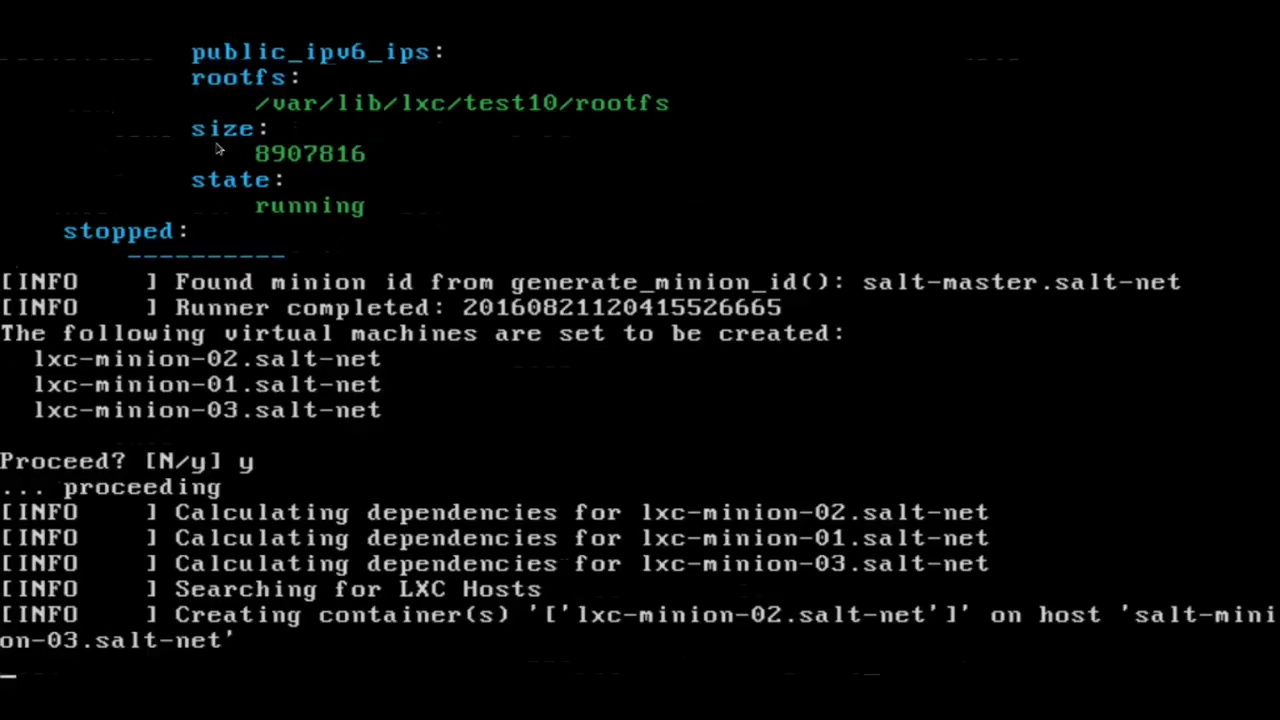 public_ipv6_ips:
rootfs:
/var/lib/lxc/test10/rootfs
size:
8907816
state:
running
stopped:
----------
[INFO    ] Found minion id from generate_minion_id(): salt-master.salt-net
[INFO    ] Runner completed: 20160821120415526665
The following virtual machines are set to be created:
lxc-minion-02.salt-net
lxc-minion-01.salt-net
lxc-minion-03.salt-net
Proceed? [N/y] y
... proceeding
[INFO    ] Calculating dependencies for lxc-minion-02.salt-net
[INFO    ] Calculating dependencies for lxc-minion-01.salt-net
[INFO    ] Calculating dependencies for lxc-minion-03.salt-net
[INFO    ] Searching for LXC Hosts
[INFO    ] Creating container(s) '['lxc-minion-02.salt-net']' on host 'salt-mini
on-03.salt-net'
_